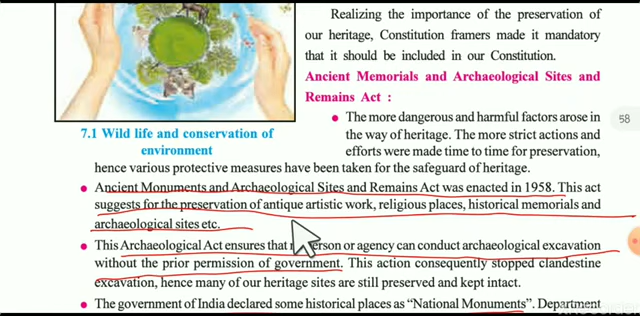 Realizing the importance of the preservation of
our heritage, Constitution framers made it mandatory
that it should be included in our Constitution.
Ancient Memorials and Archaeological Sites and
Remains Act :
● The more dangerous and harmful factors arose in
the way of heritage. The more strict actions and
efforts were made time to time for preservation,
58
7.1 Wild life and conservation of
environment
hence various protective measures have been taken for the safeguard of heritage.
● Ancient Monuments and Archaeological Sites and Remains Act was enacted in 1958. This act
suggests for the preservation of antique artistic work, religious places, historical memorials and
archaeological sites etc.
● This Archaeological Act ensures that person or agency can conduct archaeological excavation
without the prior permission of government. This action consequently stopped clandestine
excavation, hence many of our heritage sites are still preserved and kept intact.
● The government of India declared some historical places as “National Monuments”. Department